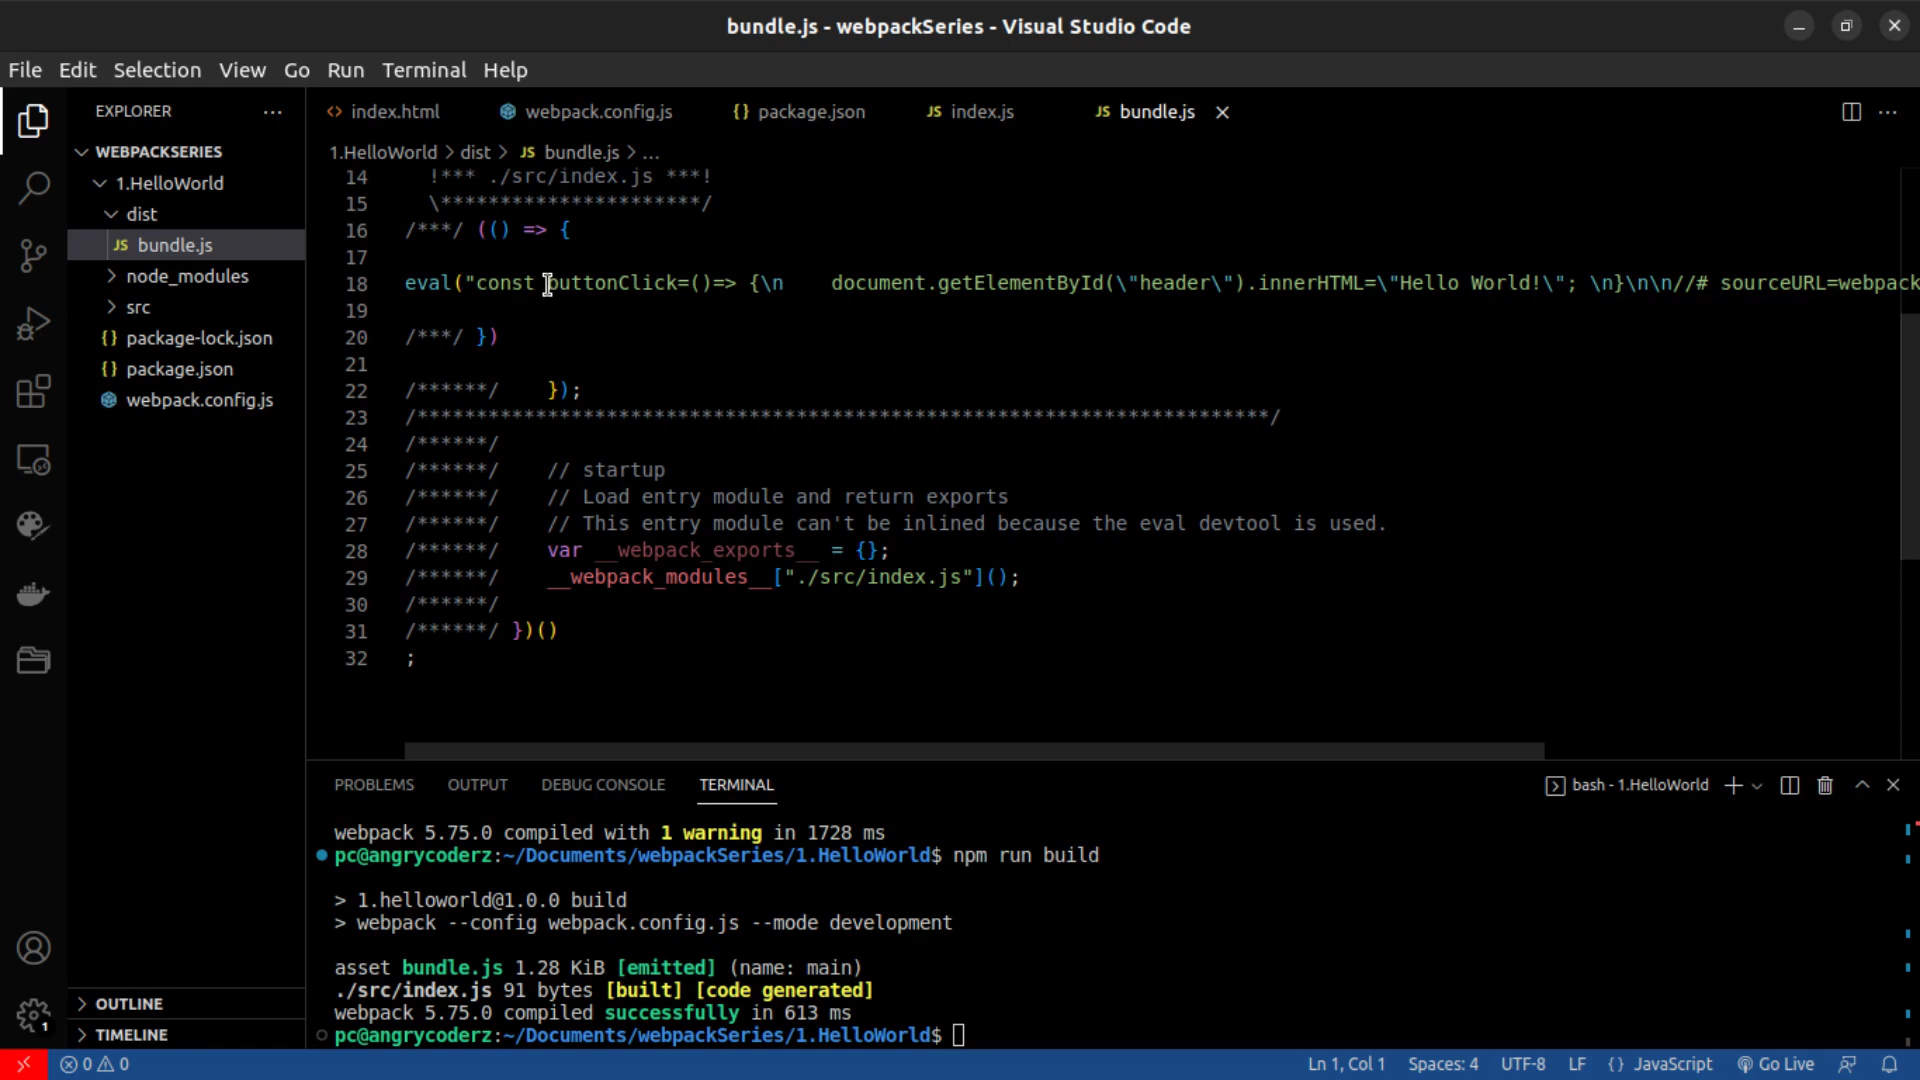 bundle.js - webpackSeries - Visual Studio Code
File Edit Selection View Go Run Terminal Help
EXPLORER
WEBPACKSERIES
1.HelloWorld
dist
JS bundle.js
node_modules
src
{} package-lock.json
{} package.json
webpack.config.js
OUTLINE
TIMELINE
1
<> index.html webpack.config.js {} package.json JS index.js JS bundle.js
1.HelloWorld > dist > JS bundle.js > ...
14 !*** ./src/index.js ***!
15 \**********************/
16 /***/ (() => {
17
18 eval("const buttonClick=()=> {\n    document.getElementById(\"header\").innerHTML=\"Hello World!\"; \n}\n\n//# sourceURL=webpack
19
20 /***/ })
21
22 /******/ });
23 /************************************************************************/
24 /******/
25 /******/ // startup
26 /******/ // Load entry module and return exports
27 /******/ // This entry module can't be inlined because the eval devtool is used.
28 /******/ var __webpack_exports__ = {};
29 /******/ __webpack_modules__["./src/index.js"]();
30 /******/
31 /******/ })()
32 ;
PROBLEMS OUTPUT DEBUG CONSOLE TERMINAL
bash - 1.HelloWorld
webpack 5.75.0 compiled with 1 warning in 1728 ms
pc@angrycoderz:~/Documents/webpackSeries/1.HelloWorld$ npm run build
> 1.helloworld@1.0.0 build
> webpack --config webpack.config.js --mode development
asset bundle.js 1.28 KiB [emitted] (name: main)
./src/index.js 91 bytes [built] [code generated]
webpack 5.75.0 compiled successfully in 613 ms
pc@angrycoderz:~/Documents/webpackSeries/1.HelloWorld$
0 0 Ln 1, Col 1 Spaces: 4 UTF-8 LF {} JavaScript Go Live